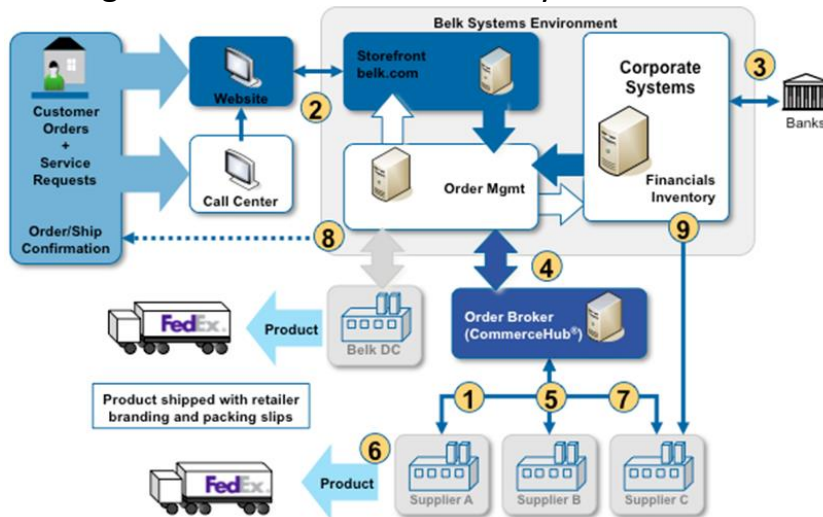 Belk Systems Environment
Customer
Orders
+
Service
Requests
Order/Ship
Confirmation
Website
Call Center
2
Storefront
belk.com
Order Mgmt
Corporate
Systems
Financials
Inventory
3
Banks
8
9
4
FedEx
Product
Belk DC
Order Broker
(CommerceHub®)
Product shipped with retailer
branding and packing slips
1
5
7
6
FedEx
Product
Supplier A
Supplier B
Supplier C